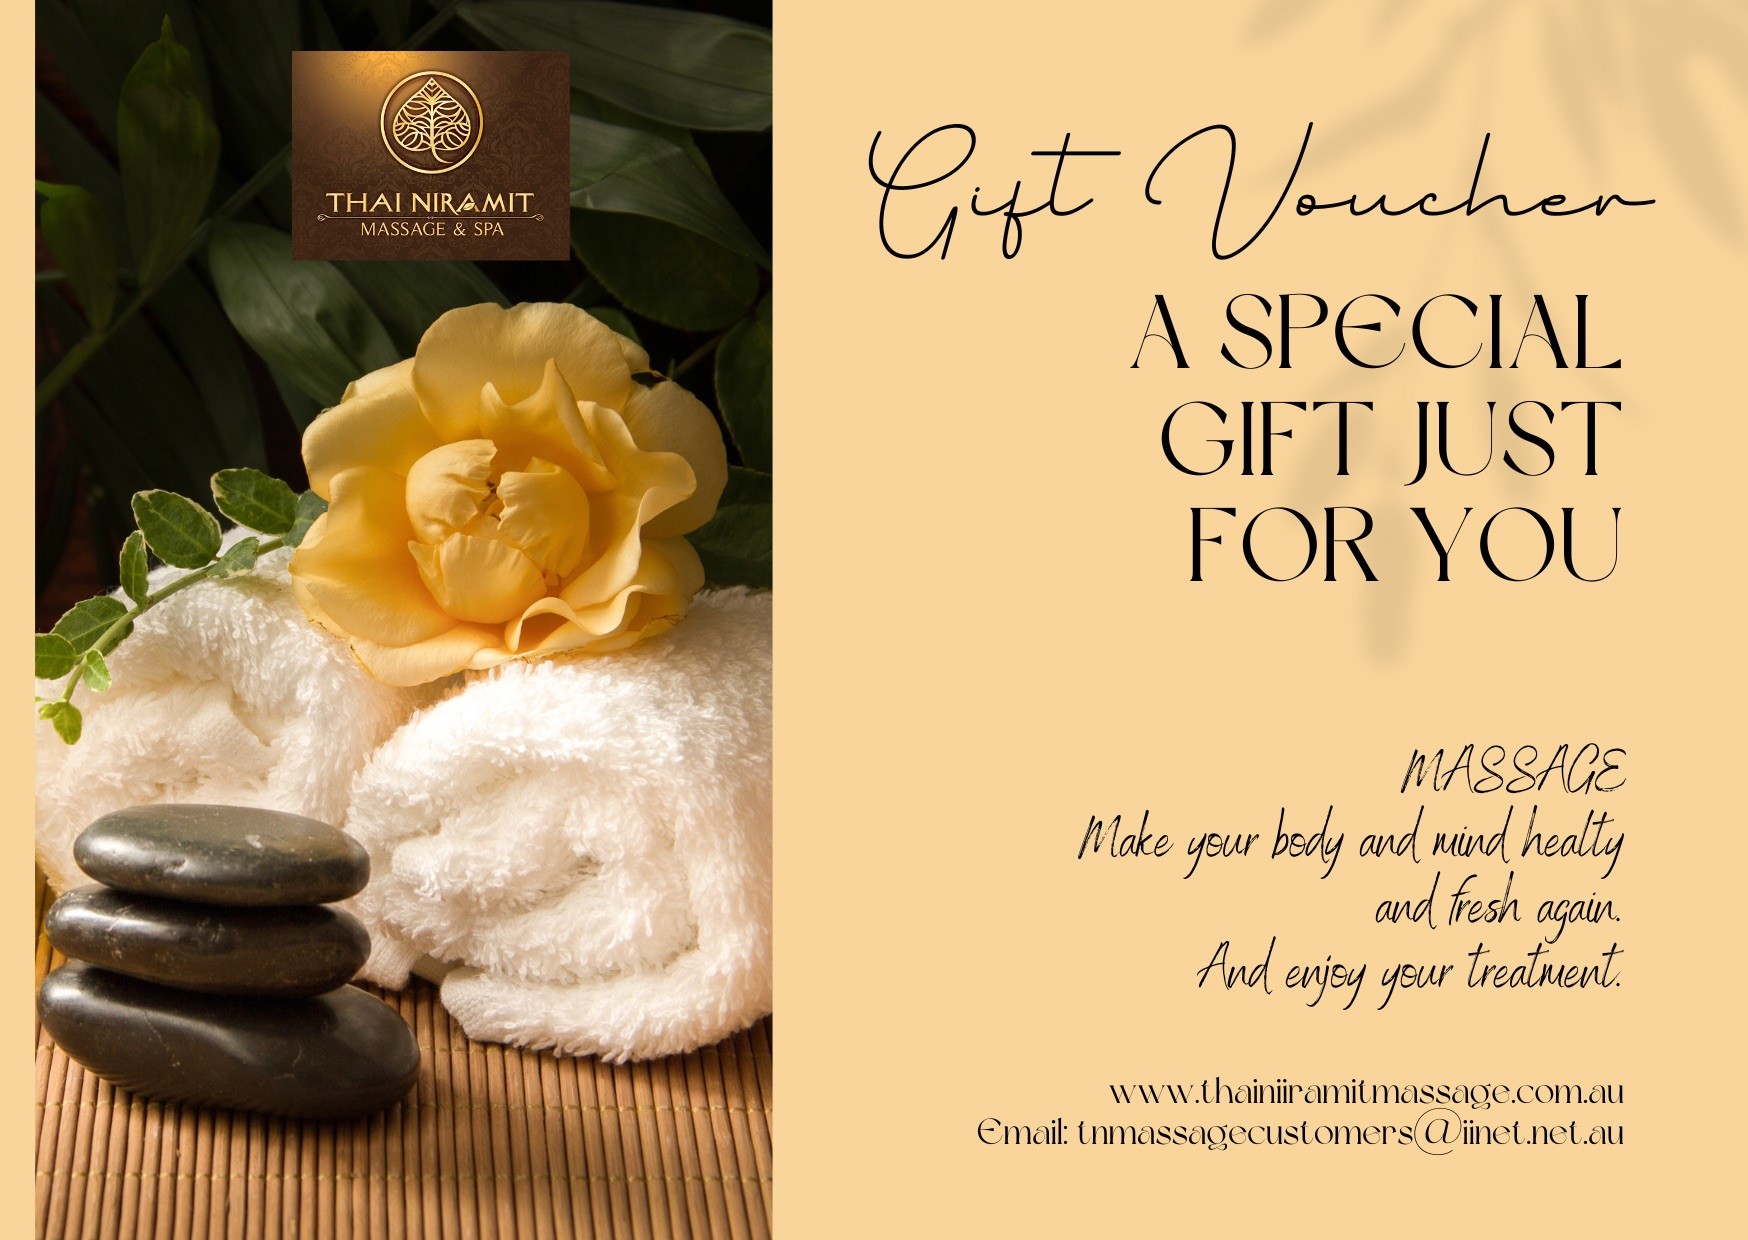 THAI NIRAMIT
MASSAGE & SPA
Gift Voucher
A SPECIAL
GIFT JUST
FOR YOU
MASSAGE
Make your body and mind healty
and fresh again.
And enjoy your treatment.
www.thainiiramitmassage.com.au
Email: tnmassagecustomers@iinet.net.au